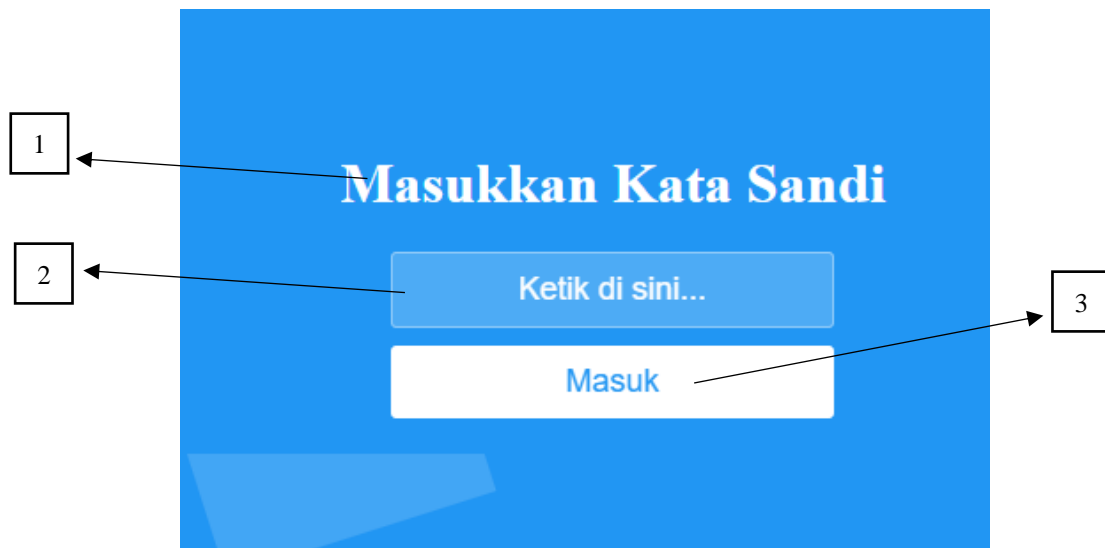 1
Masukkan Kata Sandi
2
Ketik di sini...
3
Masuk